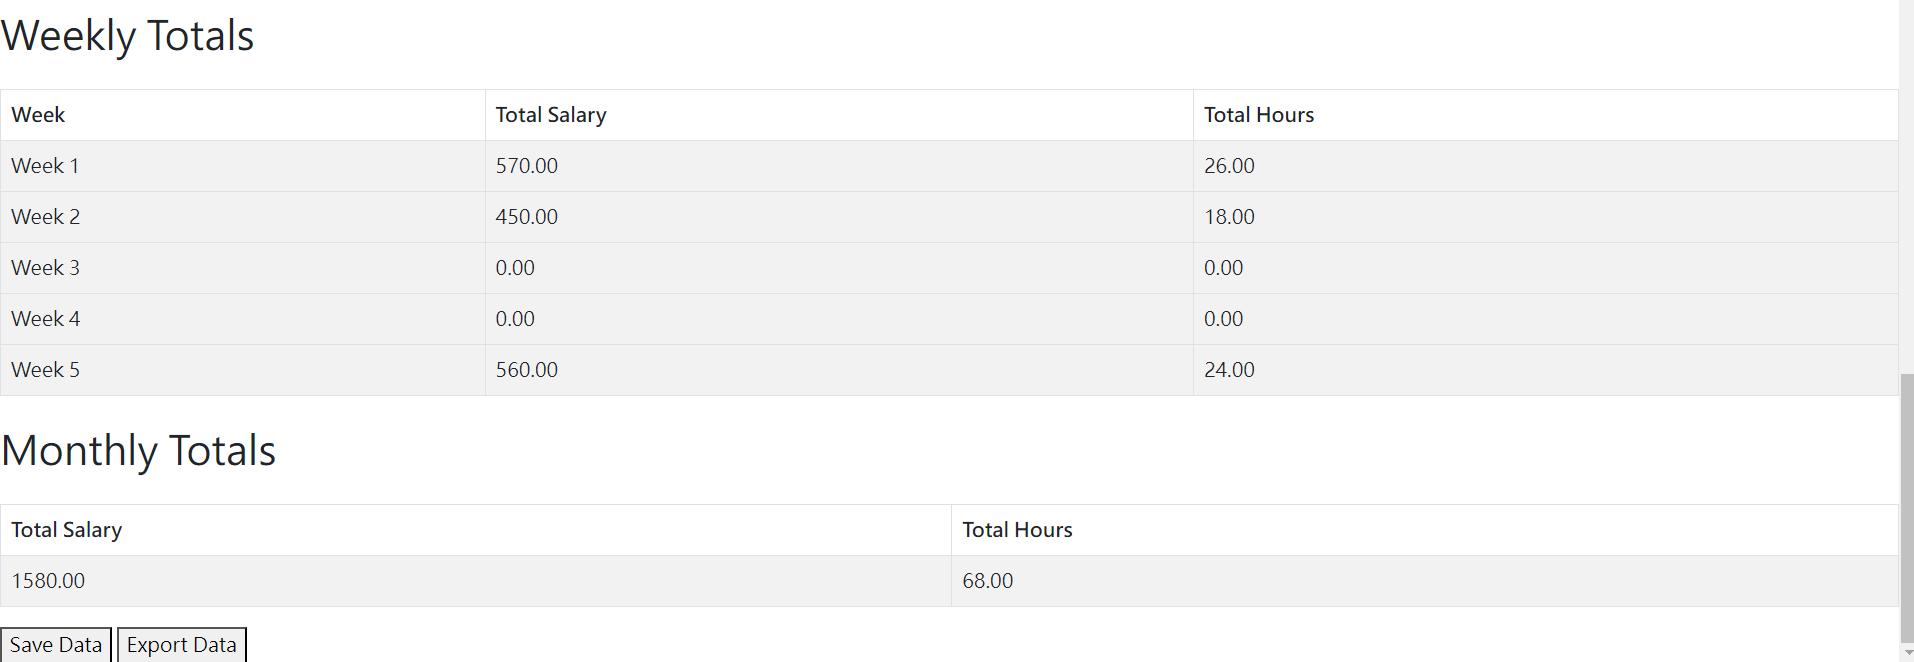 Weekly Totals
Week Total Salary Total Hours
Week 1 570.00 26.00
Week 2 450.00 18.00
Week 3 0.00 0.00
Week 4 0.00 0.00
Week 5 560.00 24.00
Monthly Totals
Total Salary Total Hours
1580.00 68.00
Save Data Export Data